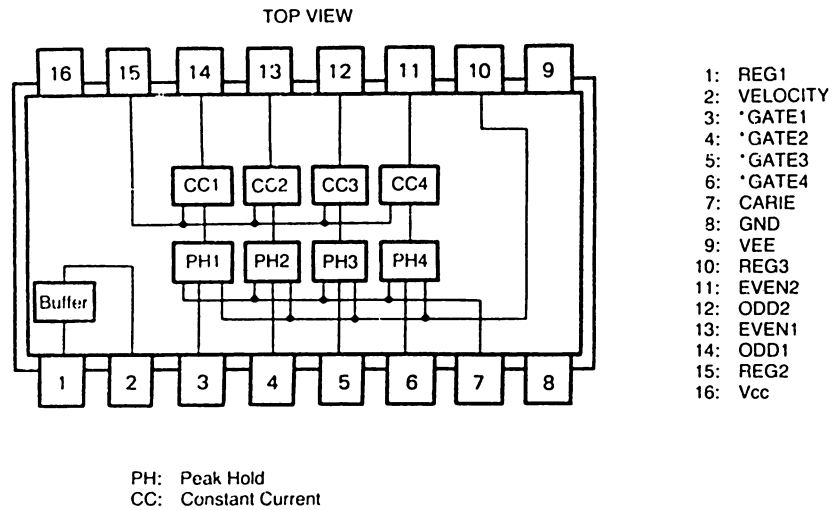 TOP VIEW
16 15 14 13 12 11 10 9
CC1 CC2 CC3 CC4
PH1 PH2 PH3 PH4
Buffer
1 2 3 4 5 6 7 8
1: REG1
2: VELOCITY
3: *GATE1
4: *GATE2
5: *GATE3
6: *GATE4
7: CARIE
8: GND
9: VEE
10: REG3
11: EVEN2
12: ODD2
13: EVEN1
14: ODD1
15: REG2
16: Vcc
PH: Peak Hold
CC: Constant Current